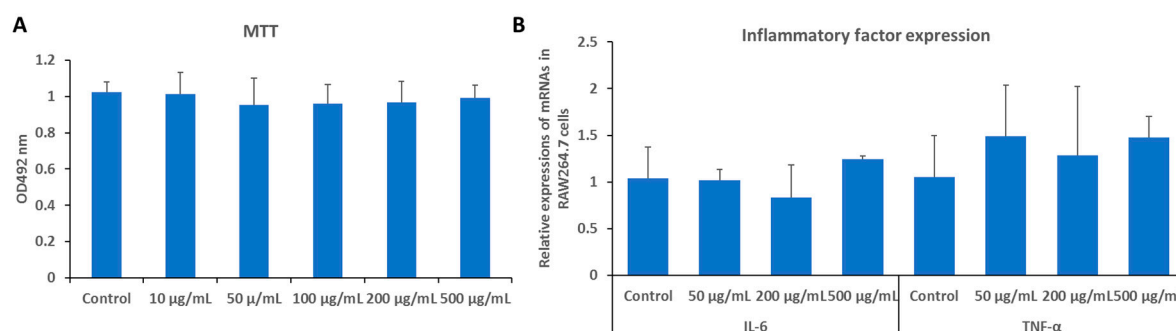 A
MTT
OD492 nm
1.2
1
0.8
0.6
0.4
0.2
0
Control 10 µg/mL 50 µ/mL 100 µg/mL 200 µg/mL 500 µg/mL
B
Inflammatory factor expression
Relative expressions of mRNAs in
RAW264.7 cells
2.5
2
1.5
1
0.5
0
Control 50 µg/mL 200 µg/mL 500 µg/mL Control 50 µg/mL 200 µg/mL 500 µg/m
IL-6 TNF-α